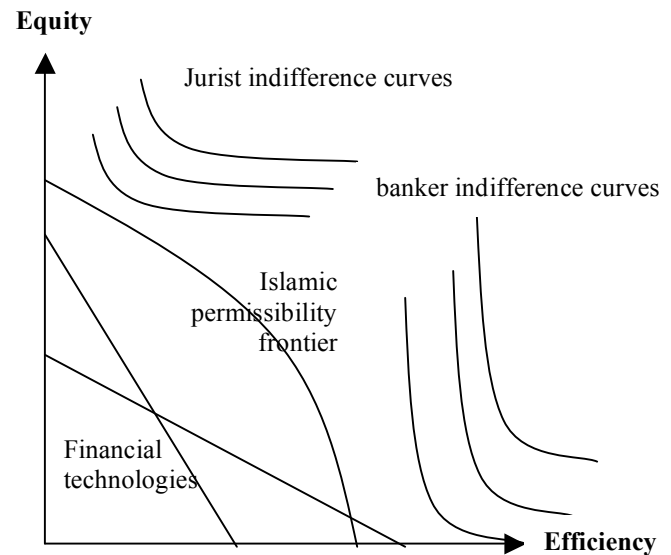 Equity
Jurist indifference curves
banker indifference curves
Islamic
permissibility
frontier
Financial
technologies
Efficiency